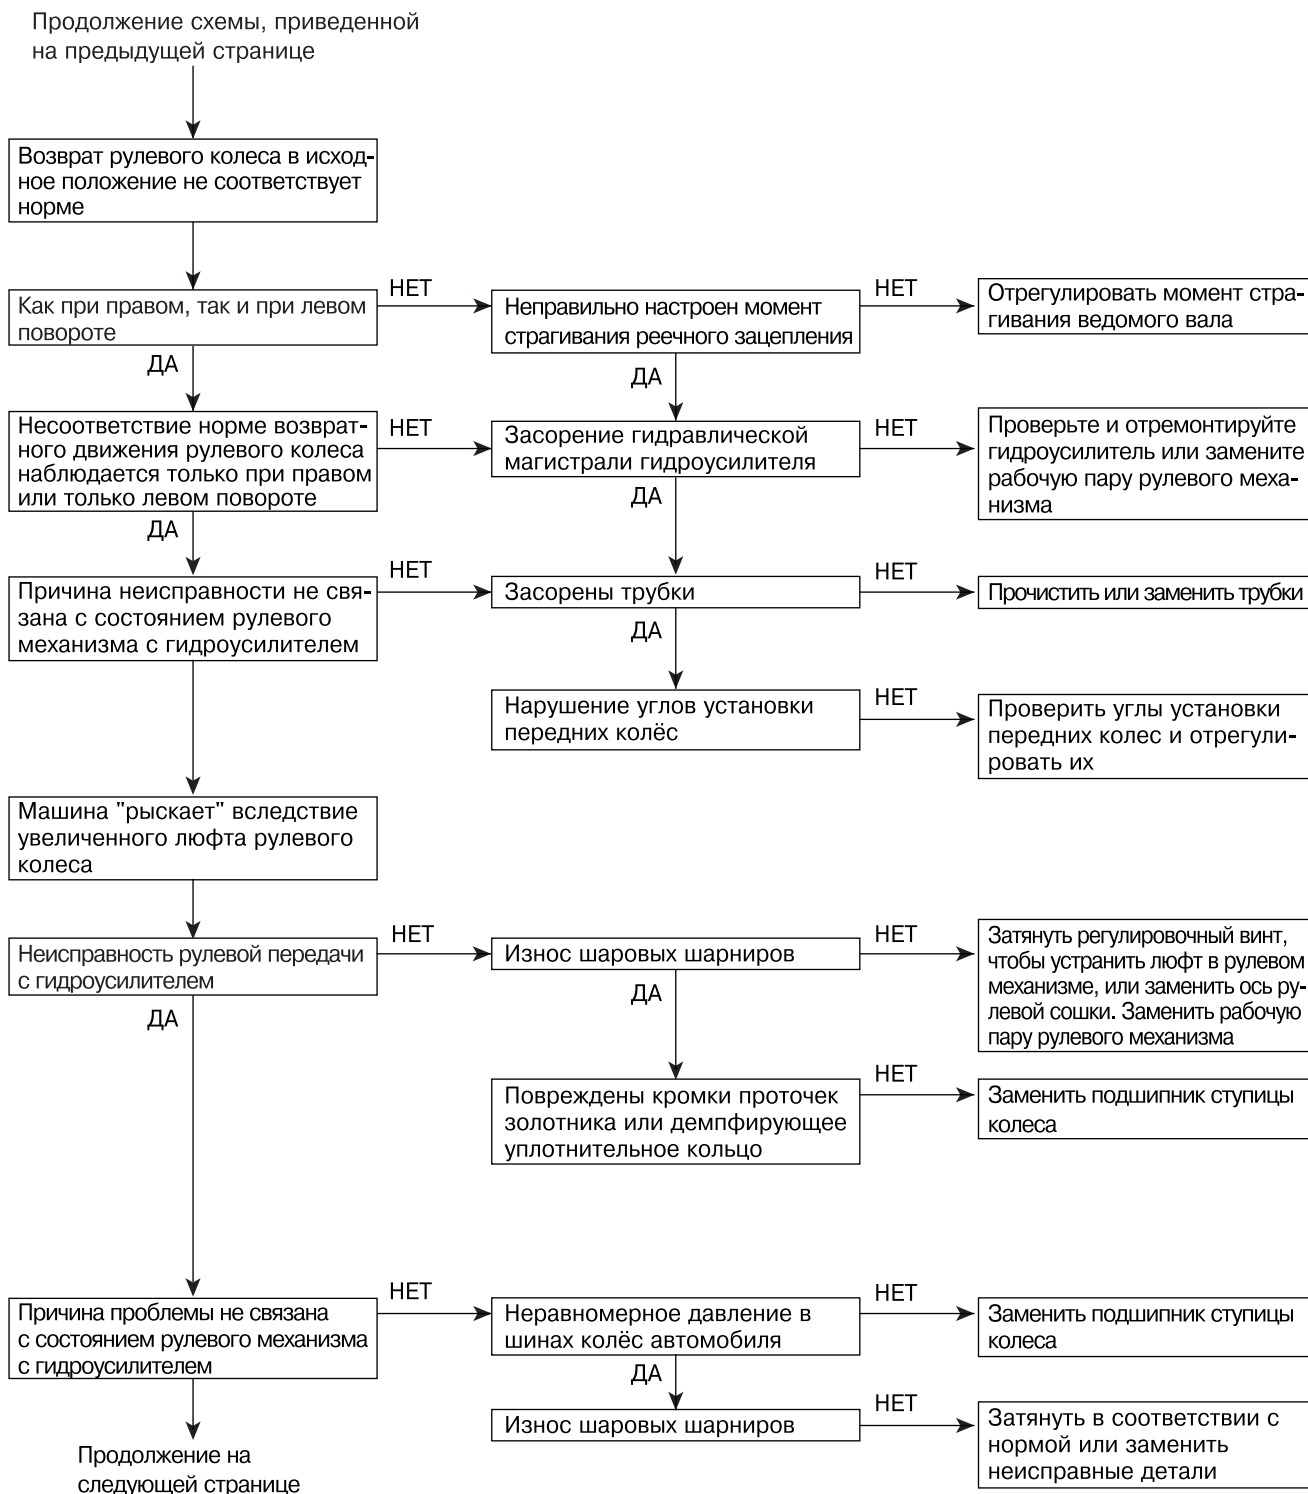 Продолжение схемы, приведенной
на предыдущей странице
Возврат рулевого колеса в исход-
ное положение не соответствует
норме
Как при правом, так и при левом
повороте
НЕТ
Неправильно настроен момент
страгивания реечного зацепления
НЕТ
Отрегулировать момент стра-
гивания ведомого вала
ДА
ДА
Несоответствие норме возврат-
ного движения рулевого колеса
наблюдается только при правом
или только левом повороте
НЕТ
Засорение гидравлической
магистрали гидроусилителя
НЕТ
Проверьте и отремонтируйте
гидроусилитель или замените
рабочую пару рулевого меха-
низма
ДА
ДА
Причина неисправности не свя-
зана с состоянием рулевого
механизма с гидроусилителем
НЕТ
Засорены трубки
НЕТ
Прочистить или заменить трубки
ДА
Нарушение углов установки
передних колёс
НЕТ
Проверить углы установки
передних колес и отрегули-
ровать их
Машина "рыскает" вследствие
увеличенного люфта рулевого
колеса
Неисправность рулевой передачи
с гидроусилителем
НЕТ
Износ шаровых шарниров
НЕТ
Затянуть регулировочный винт,
чтобы устранить люфт в рулевом
механизме, или заменить ось ру-
левой сошки. Заменить рабочую
пару рулевого механизма
ДА
ДА
Повреждены кромки проточек
золотника или демпфирующее
уплотнительное кольцо
НЕТ
Заменить подшипник ступицы
колеса
Причина проблемы не связана
с состоянием рулевого механизма
с гидроусилителем
НЕТ
Неравномерное давление в
шинах колёс автомобиля
НЕТ
Заменить подшипник ступицы
колеса
ДА
Износ шаровых шарниров
НЕТ
Затянуть в соответствии с
нормой или заменить
неисправные детали
Продолжение на
следующей странице